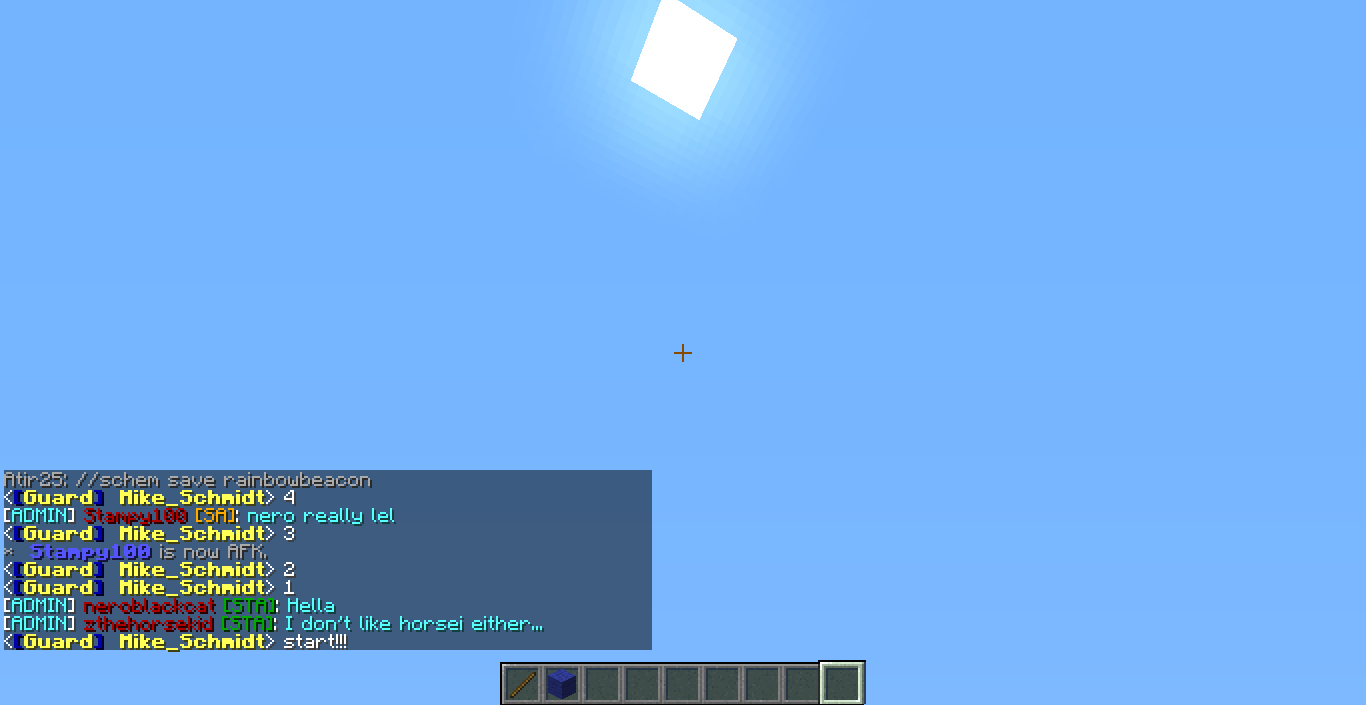 Atir25: //schem save rainbowbeacon
<[Guard] Mike_Schmidt> 4
[ADMIN] Stampy100 [SA]: nero really lel
<[Guard] Mike_Schmidt> 3
* Stampy100 is now AFK.
<[Guard] Mike_Schmidt> 2
<[Guard] Mike_Schmidt> 1
[ADMIN] neroblackcat [STA]: Hella
[ADMIN] zthehorsekid [STA]: I don't like horsei either...
<[Guard] Mike_Schmidt> start!!!